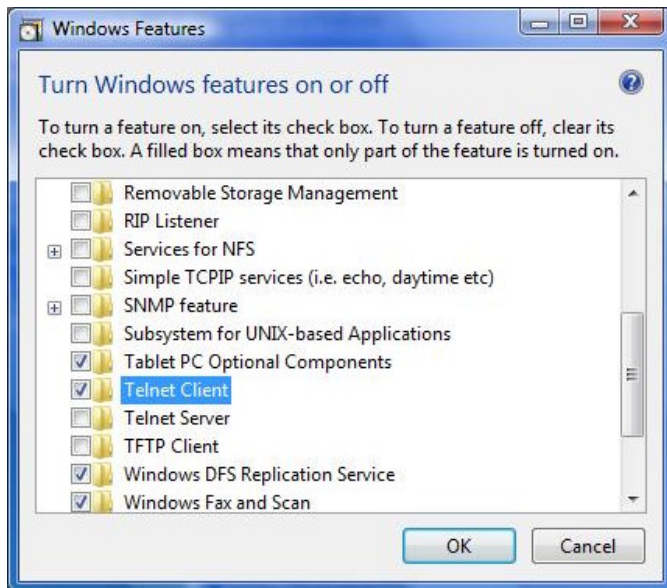 Windows Features
Turn Windows features on or off
To turn a feature on, select its check box. To turn a feature off, clear its
check box. A filled box means that only part of the feature is turned on.
Removable Storage Management
RIP Listener
Services for NFS
Simple TCPIP services (i.e. echo, daytime etc)
SNMP feature
Subsystem for UNIX-based Applications
Tablet PC Optional Components
Telnet Client
Telnet Server
TFTP Client
Windows DFS Replication Service
Windows Fax and Scan
OK Cancel